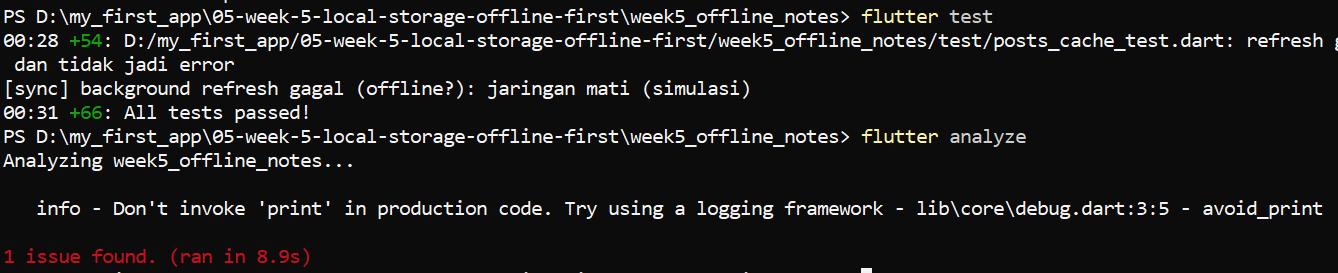 PS D:\my_first_app\05-week-5-local-storage-offline-first\week5_offline_notes> flutter test
00:28 +54: D:/my_first_app/05-week-5-local-storage-offline-first/week5_offline_notes/test/posts_cache_test.dart: refresh
dan tidak jadi error
[sync] background refresh gagal (offline?): jaringan mati (simulasi)
00:31 +66: All tests passed!
PS D:\my_first_app\05-week-5-local-storage-offline-first\week5_offline_notes> flutter analyze
Analyzing week5_offline_notes...
info - Don't invoke 'print' in production code. Try using a logging framework - lib\core\debug.dart:3:5 - avoid_print
1 issue found. (ran in 8.9s)